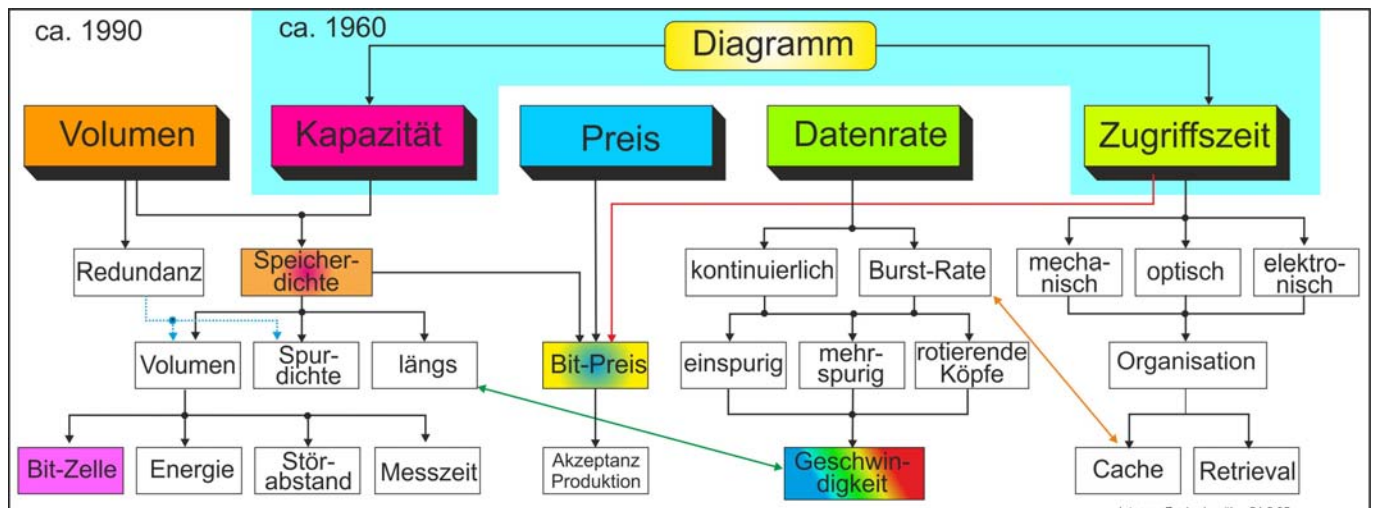 ca. 1990
ca. 1960
Diagramm
Volumen
Kapazität
Preis
Datenrate
Zugriffszeit
Redundanz
Speicher-
dichte
kontinuierlich
Burst-Rate
mecha-
nisch
optisch
elektro-
nisch
Volumen
Spur-
dichte
längs
Bit-Preis
einspurig
mehr-
spurig
rotierende
Köpfe
Organisation
Bit-Zelle
Energie
Stör-
abstand
Messzeit
Akzeptanz
Produktion
Geschwin-
digkeit
Cache
Retrieval